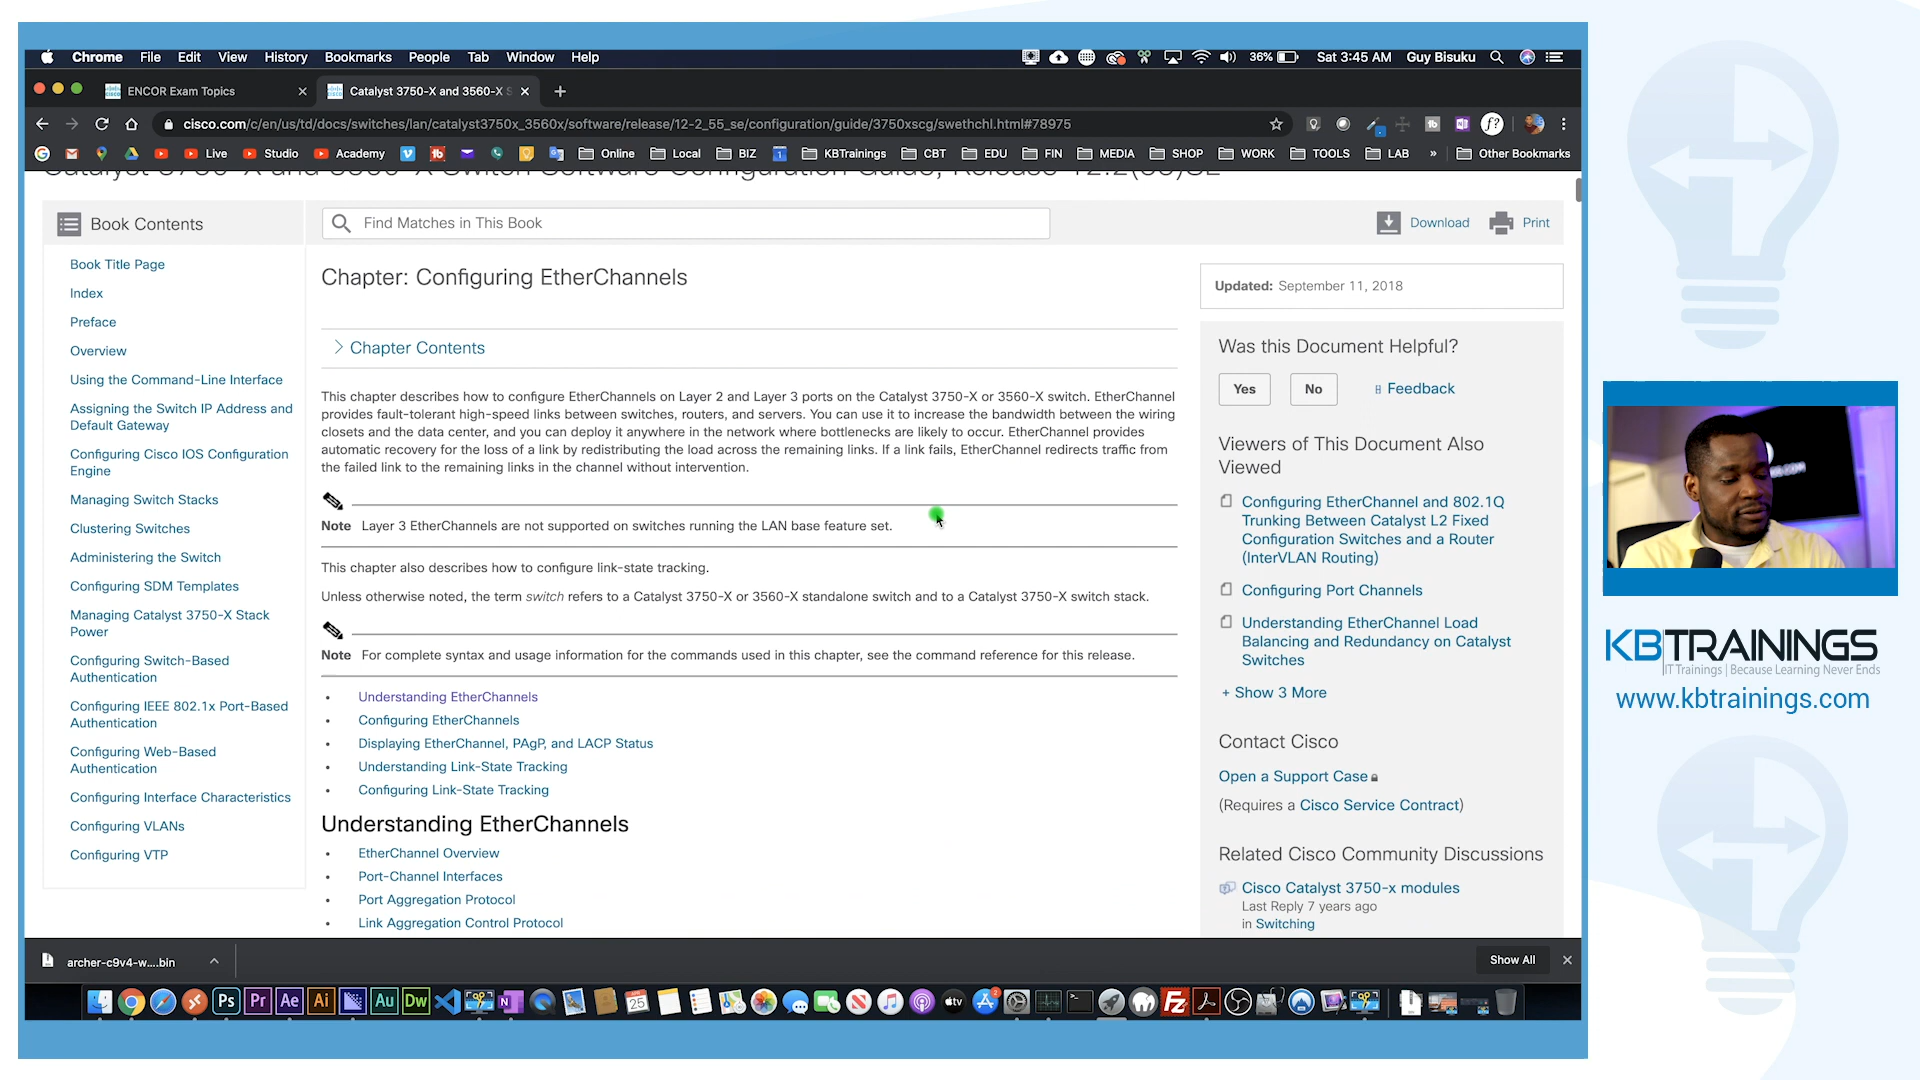 Chrome File Edit View History Bookmarks People Tab Window Help
36% Sat 3:45 AM Guy Bisuku
ENCOR Exam Topics
Catalyst 3750-X and 3560-X S
cisco.com/c/en/us/td/docs/switches/lan/catalyst3750x_3560x/software/release/12-2_55_se/configuration/guide/3750xscg/swethchl.html#78975
Live Studio Academy Online Local BIZ KBTrainings CBT EDU FIN MEDIA SHOP WORK TOOLS LAB » Other Bookmarks
Catalyst 3750-X and 3560-X Switch Software Configuration Guide, Release 12.2(55)SE
Book Contents
Find Matches in This Book
Download
Print
Book Title Page
Index
Preface
Overview
Using the Command-Line Interface
Assigning the Switch IP Address and
Default Gateway
Configuring Cisco IOS Configuration
Engine
Managing Switch Stacks
Clustering Switches
Administering the Switch
Configuring SDM Templates
Managing Catalyst 3750-X Stack
Power
Configuring Switch-Based
Authentication
Configuring IEEE 802.1x Port-Based
Authentication
Configuring Web-Based
Authentication
Configuring Interface Characteristics
Configuring VLANs
Configuring VTP
Chapter: Configuring EtherChannels
Chapter Contents
This chapter describes how to configure EtherChannels on Layer 2 and Layer 3 ports on the Catalyst 3750-X or 3560-X switch. EtherChannel
provides fault-tolerant high-speed links between switches, routers, and servers. You can use it to increase the bandwidth between the wiring
closets and the data center, and you can deploy it anywhere in the network where bottlenecks are likely to occur. EtherChannel provides
automatic recovery for the loss of a link by redistributing the load across the remaining links. If a link fails, EtherChannel redirects traffic from
the failed link to the remaining links in the channel without intervention.
Note Layer 3 EtherChannels are not supported on switches running the LAN base feature set.
This chapter also describes how to configure link-state tracking.
Unless otherwise noted, the term switch refers to a Catalyst 3750-X or 3560-X standalone switch and to a Catalyst 3750-X switch stack.
Note For complete syntax and usage information for the commands used in this chapter, see the command reference for this release.
• Understanding EtherChannels
• Configuring EtherChannels
• Displaying EtherChannel, PAgP, and LACP Status
• Understanding Link-State Tracking
• Configuring Link-State Tracking
Understanding EtherChannels
• EtherChannel Overview
• Port-Channel Interfaces
• Port Aggregation Protocol
• Link Aggregation Control Protocol
Updated: September 11, 2018
Was this Document Helpful?
Yes
No
Feedback
Viewers of This Document Also
Viewed
Configuring EtherChannel and 802.1Q
Trunking Between Catalyst L2 Fixed
Configuration Switches and a Router
(InterVLAN Routing)
Configuring Port Channels
Understanding EtherChannel Load
Balancing and Redundancy on Catalyst
Switches
+ Show 3 More
Contact Cisco
Open a Support Case
(Requires a Cisco Service Contract)
Related Cisco Community Discussions
Cisco Catalyst 3750-x modules
Last Reply 7 years ago
in Switching
archer-c9v4-w....bin
Show All
Ps Pr Ae Ai Au Dw 25 tv Fz
KBTRAININGS
IT Trainings | Because Learning Never Ends
www.kbtrainings.com